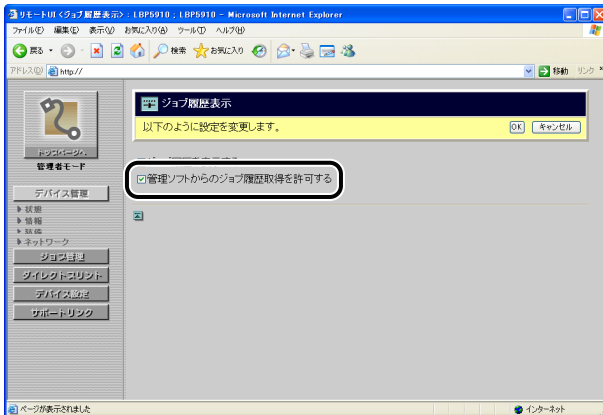 リモートUI <ジョブ履歴表示> : LBP5910 ; LBP5910 - Microsoft Internet Explorer
ファイル(F) 編集(E) 表示(V) お気に入り(A) ツール(T) ヘルプ(H)
戻る 検索 お気に入り
アドレス(D) http:// 移動 リンク
ジョブ履歴表示
以下のように設定を変更します。 OK キャンセル
トップページへ
管理者モード
管理ソフトからのジョブ履歴取得を許可する
デバイス管理
状態
情報
ネットワーク
ジョブ管理
ダイレクトプリント
デバイス設定
サポートリンク
ページが表示されました インターネット